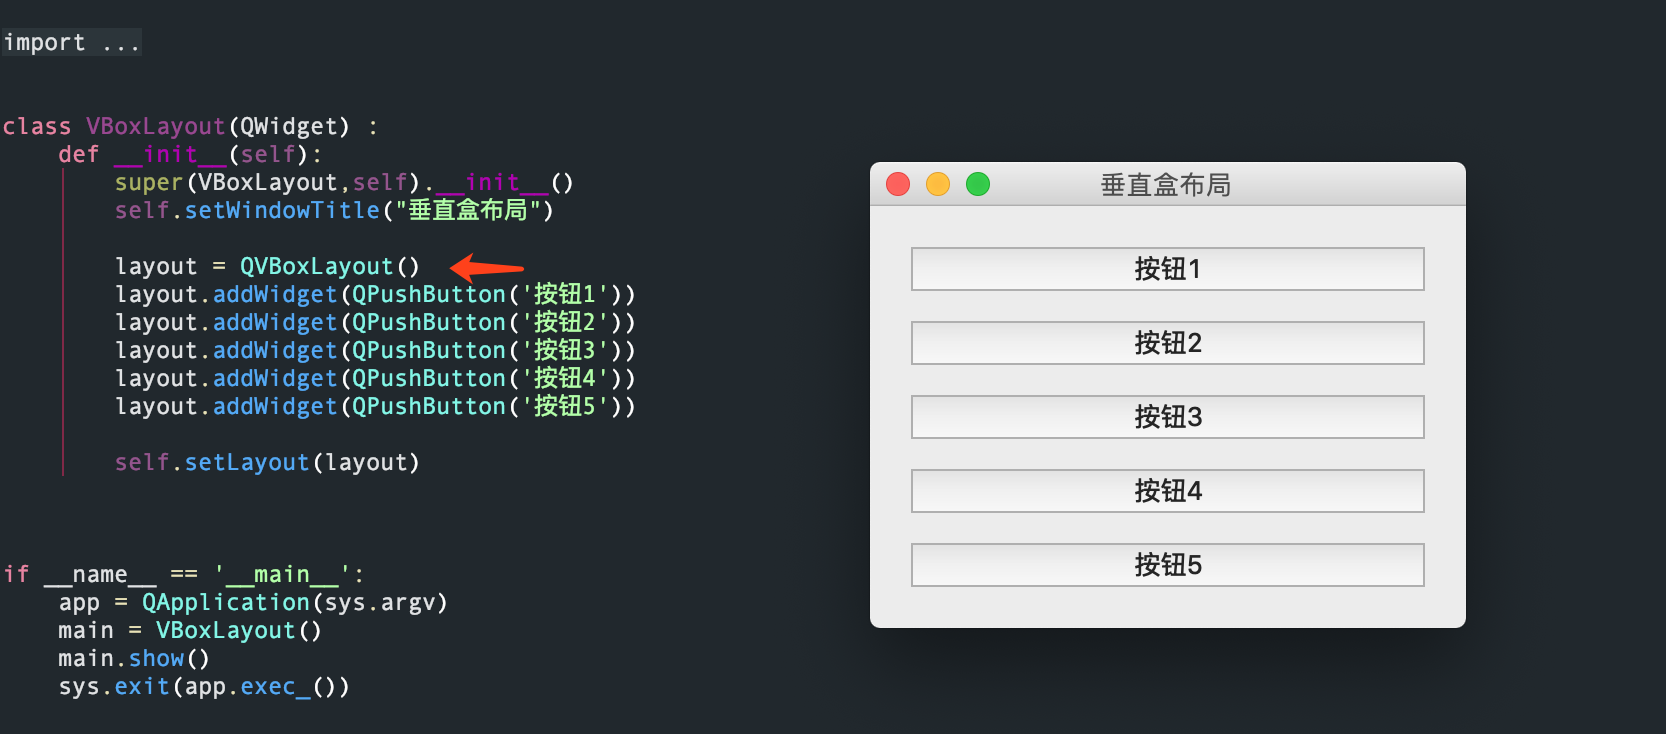 import ...
class VBoxLayout(QWidget) :
def __init__(self):
super(VBoxLayout,self).__init__()
self.setWindowTitle("垂直盒布局")
layout = QVBoxLayout()
layout.addWidget(QPushButton('按钮1'))
layout.addWidget(QPushButton('按钮2'))
layout.addWidget(QPushButton('按钮3'))
layout.addWidget(QPushButton('按钮4'))
layout.addWidget(QPushButton('按钮5'))
self.setLayout(layout)
if __name__ == '__main__':
app = QApplication(sys.argv)
main = VBoxLayout()
main.show()
sys.exit(app.exec_())
垂直盒布局
按钮1
按钮2
按钮3
按钮4
按钮5